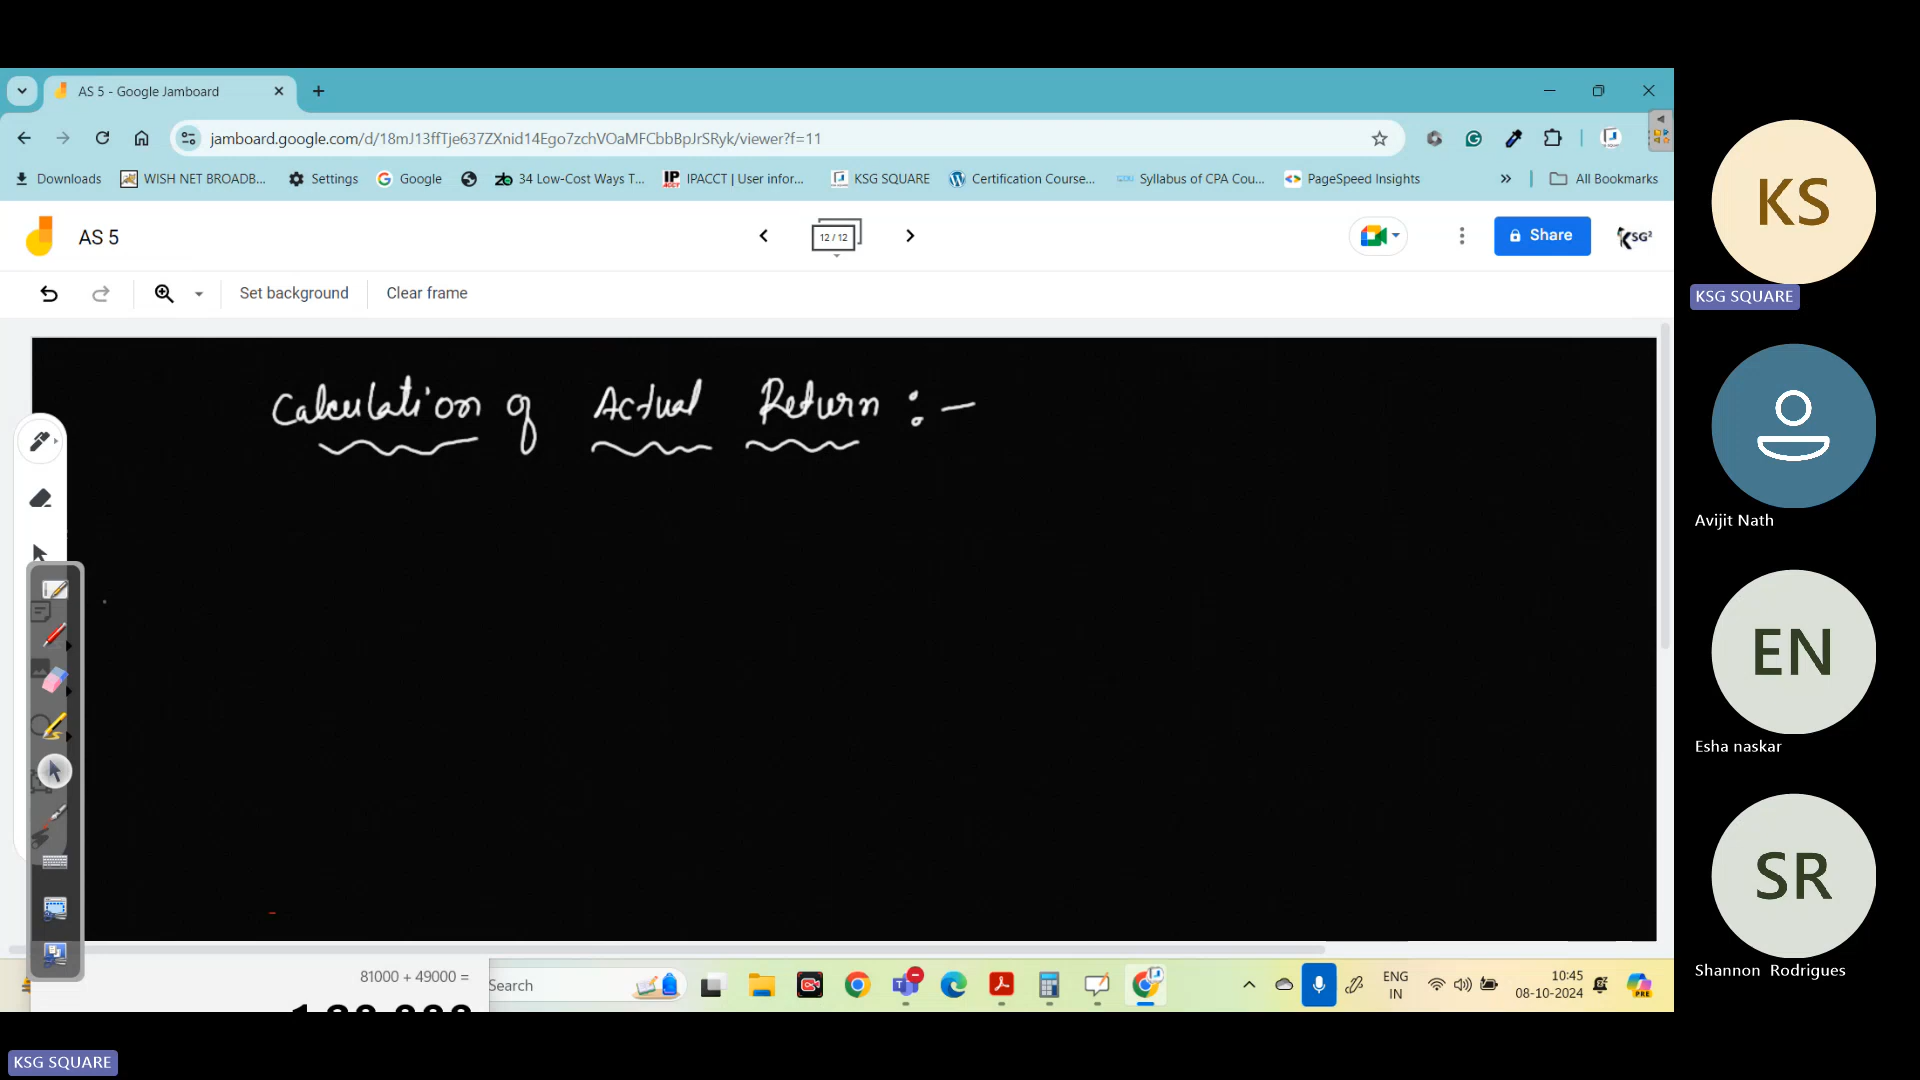 AS 5 - Google Jamboard
jamboard.google.com/d/18mJ13ffTje637ZXnid14Ego7zchVOaMFCbbBpJrSRyk/viewer?f=11
Downloads WISH NET BROADB... Settings Google 34 Low-Cost Ways T... IPACCT | User infor... KSG SQUARE Certification Course... Syllabus of CPA Cou... PageSpeed Insights » All Bookmarks
AS 5 12 / 12 Share KSG²
Set background Clear frame
Calculation of Actual Return :-
81000 + 49000 =
Search
ENG
IN
10:45
08-10-2024
PRE
KS
KSG SQUARE
Avijit Nath
EN
Esha naskar
SR
Shannon Rodrigues
KSG SQUARE